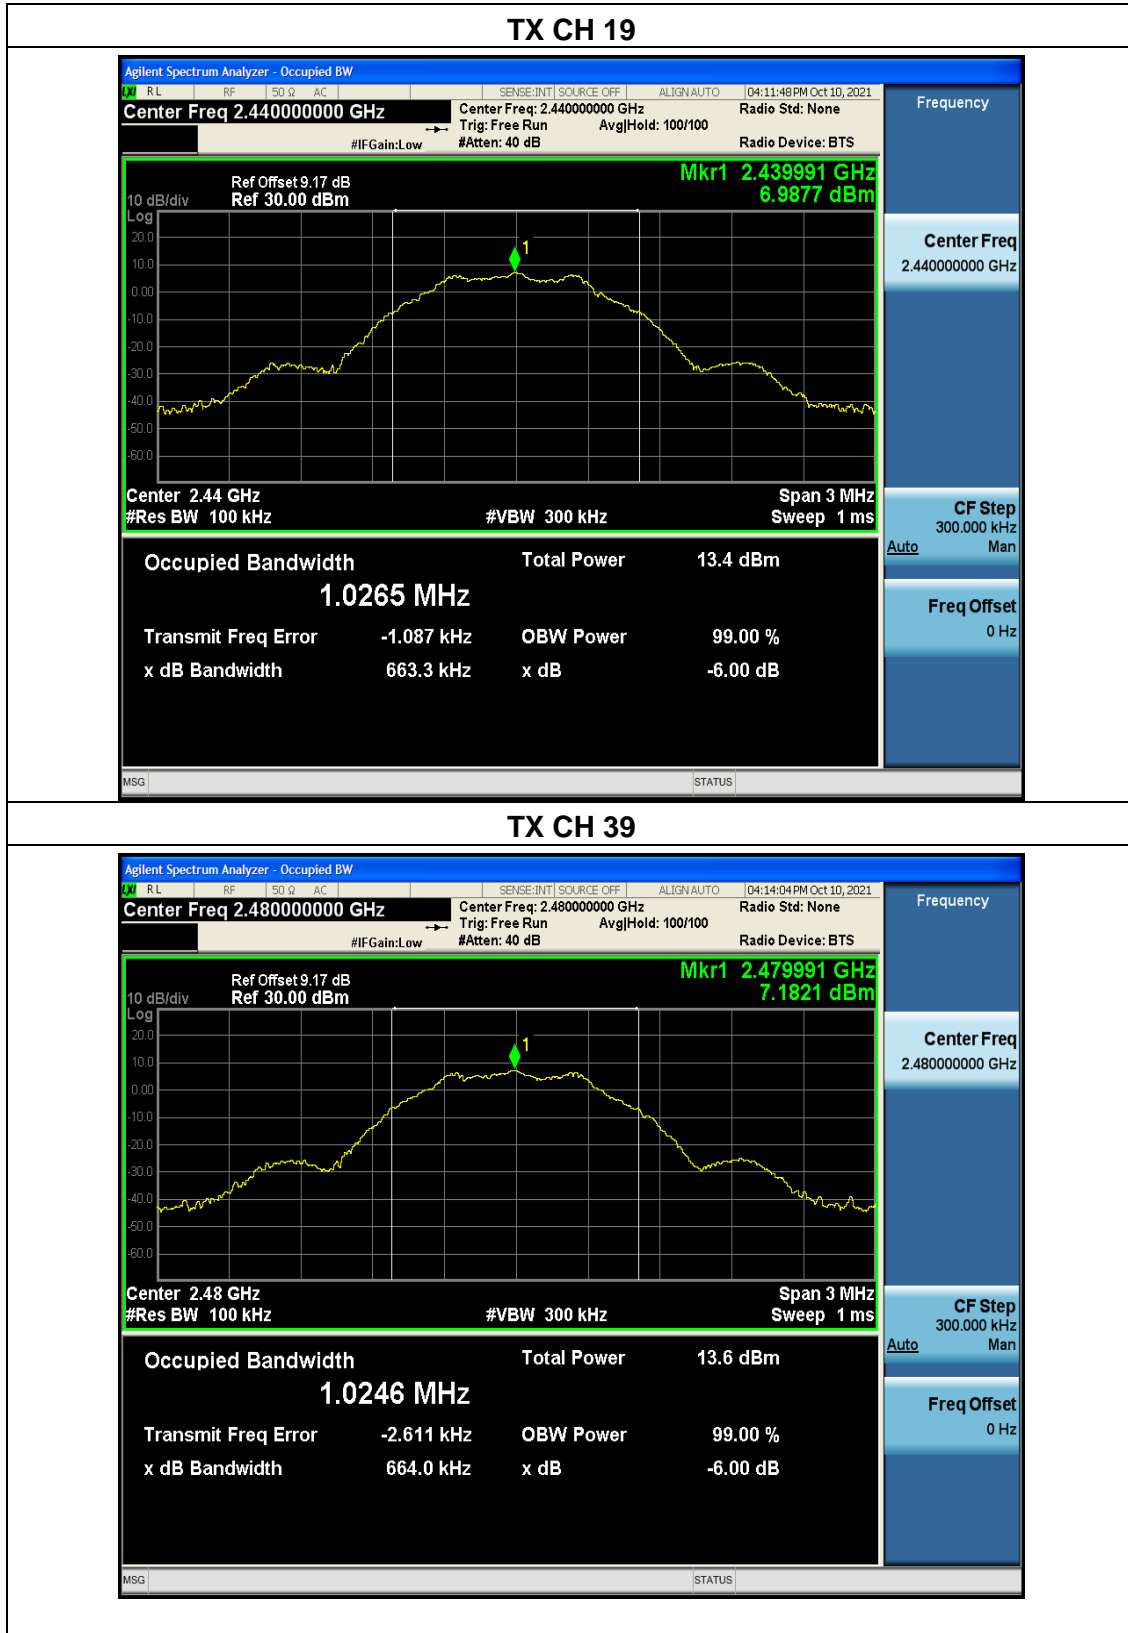 TX CH 19
Agilent Spectrum Analyzer - Occupied BW
LXI RL RF 50 Ω AC SENSE:INT SOURCE OFF ALIGN AUTO 04:11:48 PM Oct 10, 2021
Center Freq 2.440000000 GHz
Center Freq: 2.440000000 GHz Radio Std: None
Trig: Free Run Avg|Hold: 100/100
#IFGain:Low #Atten: 40 dB Radio Device: BTS
Frequency
Mkr1 2.439991 GHz
6.9877 dBm
Ref Offset 9.17 dB
10 dB/div Ref 30.00 dBm
Log
20.0
10.0
0.00
-10.0
-20.0
-30.0
-40.0
-50.0
-60.0
1
Center 2.44 GHz Span 3 MHz
#Res BW 100 kHz #VBW 300 kHz Sweep 1 ms
Center Freq
2.440000000 GHz
CF Step
300.000 kHz
Auto Man
Freq Offset
0 Hz
Occupied Bandwidth Total Power 13.4 dBm
1.0265 MHz
Transmit Freq Error -1.087 kHz OBW Power 99.00 %
x dB Bandwidth 663.3 kHz x dB -6.00 dB
MSG STATUS
TX CH 39
Agilent Spectrum Analyzer - Occupied BW
LXI RL RF 50 Ω AC SENSE:INT SOURCE OFF ALIGN AUTO 04:14:04 PM Oct 10, 2021
Center Freq 2.480000000 GHz
Center Freq: 2.480000000 GHz Radio Std: None
Trig: Free Run Avg|Hold: 100/100
#IFGain:Low #Atten: 40 dB Radio Device: BTS
Frequency
Mkr1 2.479991 GHz
7.1821 dBm
Ref Offset 9.17 dB
10 dB/div Ref 30.00 dBm
Log
20.0
10.0
0.00
-10.0
-20.0
-30.0
-40.0
-50.0
-60.0
1
Center 2.48 GHz Span 3 MHz
#Res BW 100 kHz #VBW 300 kHz Sweep 1 ms
Center Freq
2.480000000 GHz
CF Step
300.000 kHz
Auto Man
Freq Offset
0 Hz
Occupied Bandwidth Total Power 13.6 dBm
1.0246 MHz
Transmit Freq Error -2.611 kHz OBW Power 99.00 %
x dB Bandwidth 664.0 kHz x dB -6.00 dB
MSG STATUS